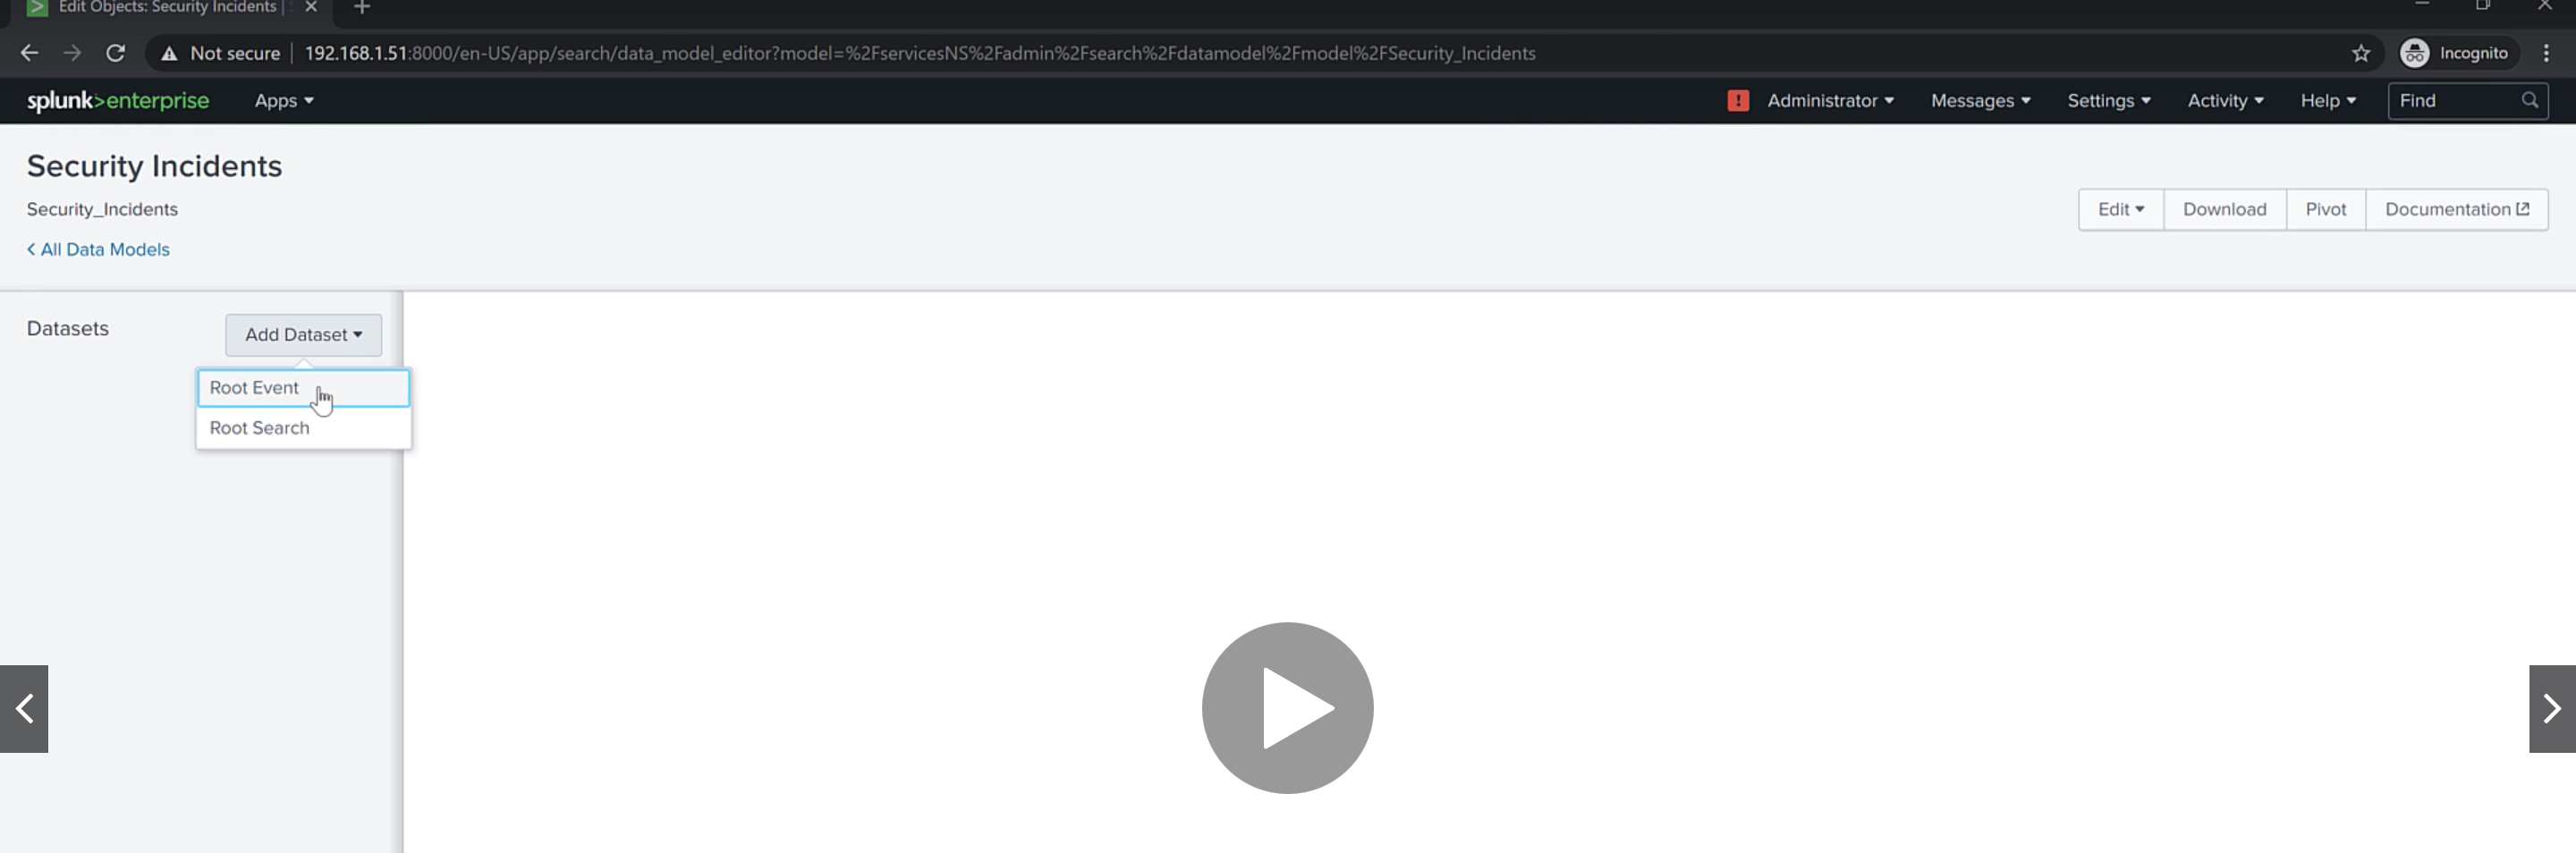 Edit Objects: Security Incidents |
Not secure | 192.168.1.51:8000/en-US/app/search/data_model_editor?model=%2FservicesNS%2Fadmin%2Fsearch%2Fdatamodel%2Fmodel%2FSecurity_Incidents
Incognito
splunk>enterprise Apps
Administrator Messages Settings Activity Help Find
Security Incidents
Security_Incidents
Edit Download Pivot Documentation
< All Data Models
Datasets
Add Dataset
Root Event
Root Search